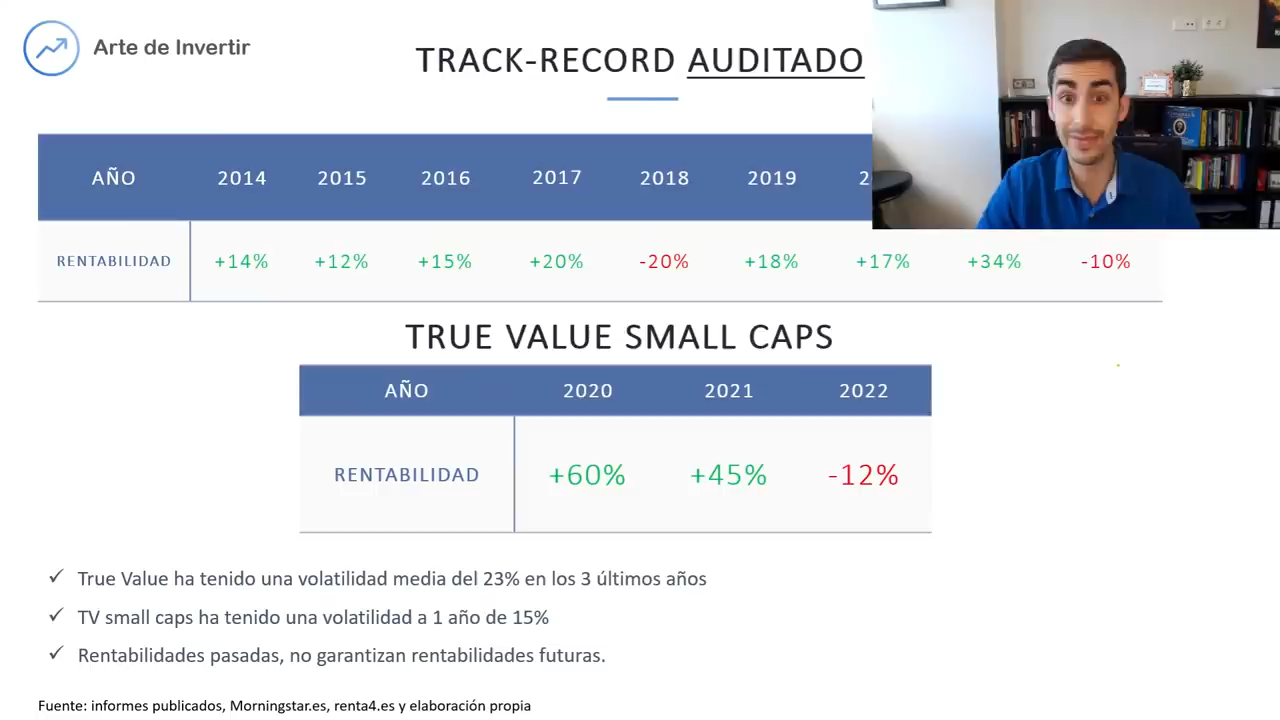 Arte de Invertir
TRACK-RECORD AUDITADO
AÑO 2014 2015 2016 2017 2018 2019 2
RENTABILIDAD +14% +12% +15% +20% -20% +18% +17% +34% -10%
TRUE VALUE SMALL CAPS
AÑO 2020 2021 2022
RENTABILIDAD +60% +45% -12%
✓ True Value ha tenido una volatilidad media del 23% en los 3 últimos años
✓ TV small caps ha tenido una volatilidad a 1 año de 15%
✓ Rentabilidades pasadas, no garantizan rentabilidades futuras.
Fuente: informes publicados, Morningstar.es, renta4.es y elaboración propia